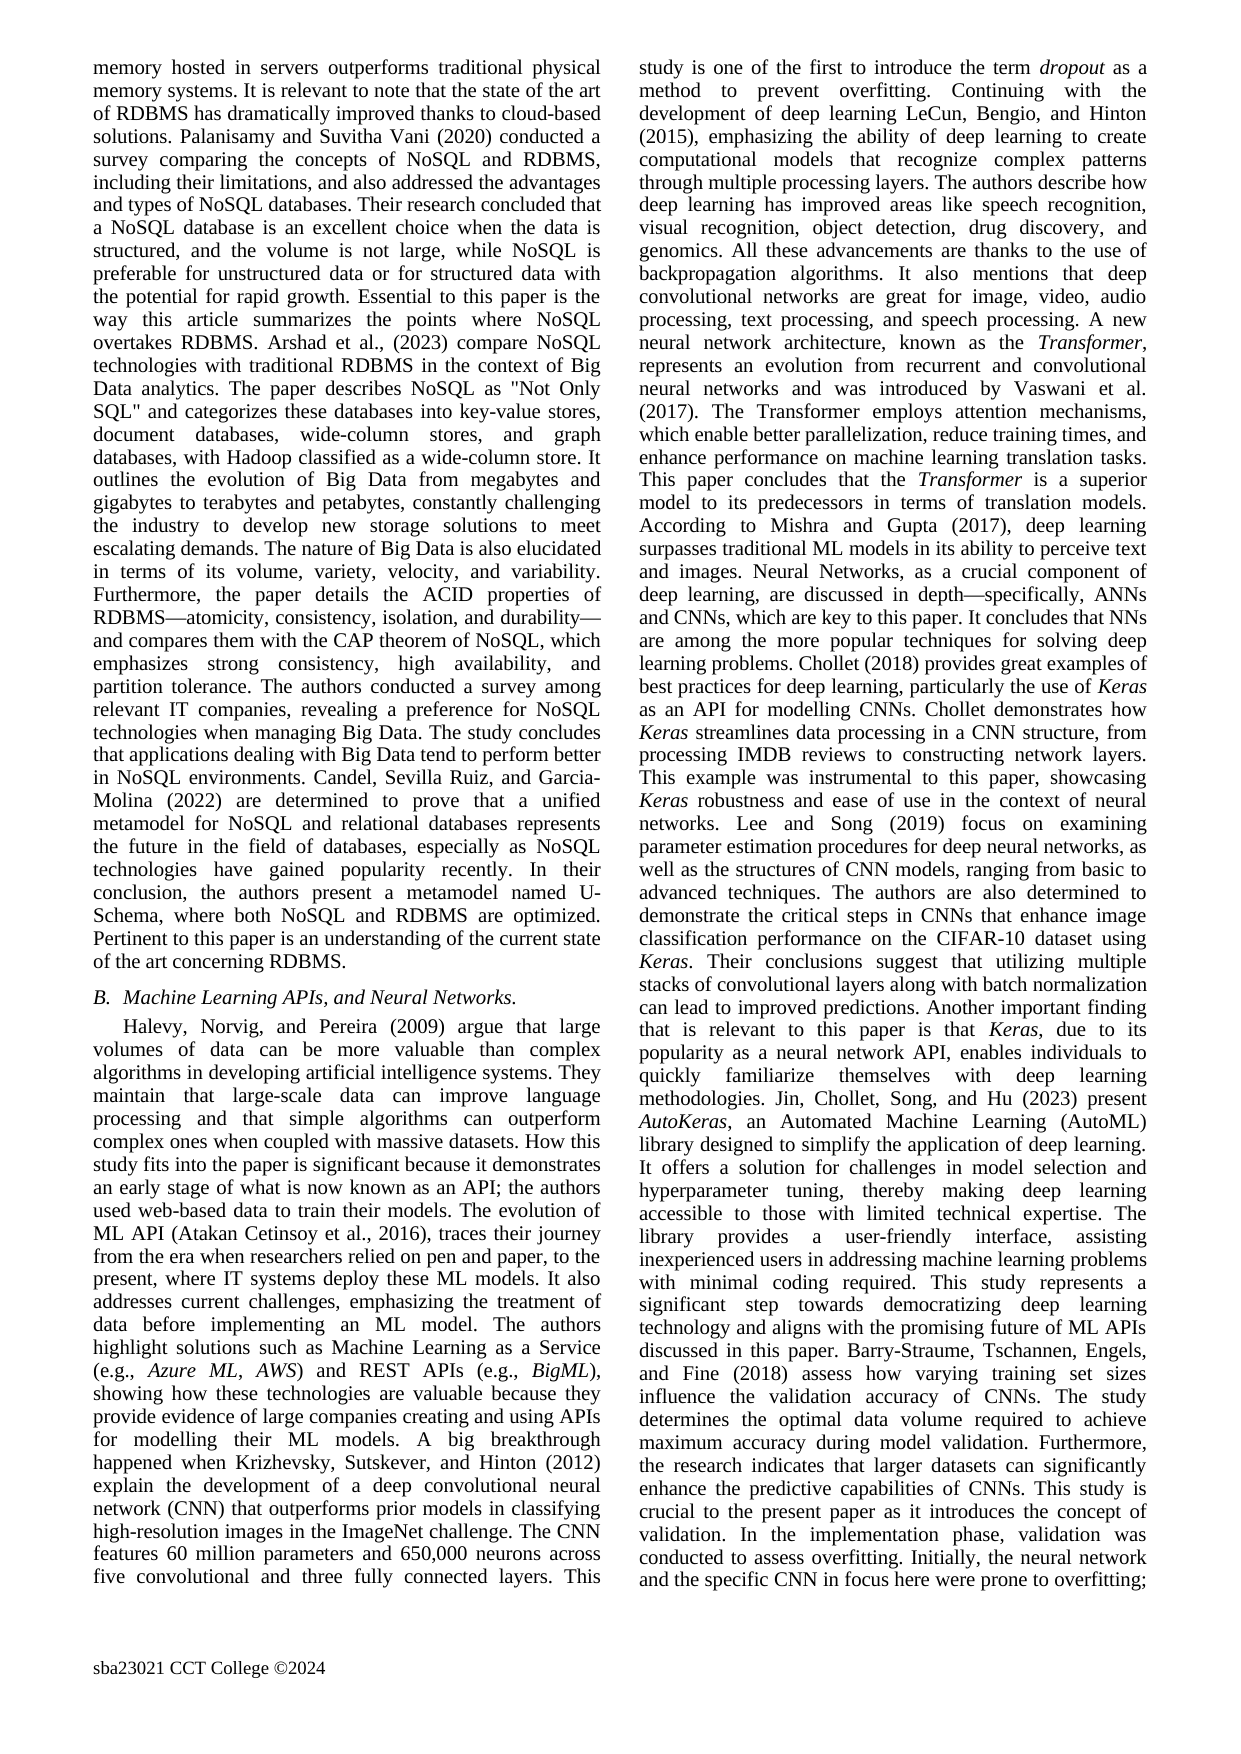 memory hosted in servers outperforms traditional physical
memory systems. It is relevant to note that the state of the art
of RDBMS has dramatically improved thanks to cloud-based
solutions. Palanisamy and Suvitha Vani (2020) conducted a
survey comparing the concepts of NoSQL and RDBMS,
including their limitations, and also addressed the advantages
and types of NoSQL databases. Their research concluded that
a NoSQL database is an excellent choice when the data is
structured, and the volume is not large, while NoSQL is
preferable for unstructured data or for structured data with
the potential for rapid growth. Essential to this paper is the
way this article summarizes the points where NoSQL
overtakes RDBMS. Arshad et al., (2023) compare NoSQL
technologies with traditional RDBMS in the context of Big
Data analytics. The paper describes NoSQL as "Not Only
SQL" and categorizes these databases into key-value stores,
document databases, wide-column stores, and graph
databases, with Hadoop classified as a wide-column store. It
outlines the evolution of Big Data from megabytes and
gigabytes to terabytes and petabytes, constantly challenging
the industry to develop new storage solutions to meet
escalating demands. The nature of Big Data is also elucidated
in terms of its volume, variety, velocity, and variability.
Furthermore, the paper details the ACID properties of
RDBMS—atomicity, consistency, isolation, and durability—
and compares them with the CAP theorem of NoSQL, which
emphasizes strong consistency, high availability, and
partition tolerance. The authors conducted a survey among
relevant IT companies, revealing a preference for NoSQL
technologies when managing Big Data. The study concludes
that applications dealing with Big Data tend to perform better
in NoSQL environments. Candel, Sevilla Ruiz, and Garcia-
Molina (2022) are determined to prove that a unified
metamodel for NoSQL and relational databases represents
the future in the field of databases, especially as NoSQL
technologies have gained popularity recently. In their
conclusion, the authors present a metamodel named U-
Schema, where both NoSQL and RDBMS are optimized.
Pertinent to this paper is an understanding of the current state
of the art concerning RDBMS.
B. Machine Learning APIs, and Neural Networks.
Halevy, Norvig, and Pereira (2009) argue that large
volumes of data can be more valuable than complex
algorithms in developing artificial intelligence systems. They
maintain that large-scale data can improve language
processing and that simple algorithms can outperform
complex ones when coupled with massive datasets. How this
study fits into the paper is significant because it demonstrates
an early stage of what is now known as an API; the authors
used web-based data to train their models. The evolution of
ML API (Atakan Cetinsoy et al., 2016), traces their journey
from the era when researchers relied on pen and paper, to the
present, where IT systems deploy these ML models. It also
addresses current challenges, emphasizing the treatment of
data before implementing an ML model. The authors
highlight solutions such as Machine Learning as a Service
(e.g., Azure ML, AWS) and REST APIs (e.g., BigML),
showing how these technologies are valuable because they
provide evidence of large companies creating and using APIs
for modelling their ML models. A big breakthrough
happened when Krizhevsky, Sutskever, and Hinton (2012)
explain the development of a deep convolutional neural
network (CNN) that outperforms prior models in classifying
high-resolution images in the ImageNet challenge. The CNN
features 60 million parameters and 650,000 neurons across
five convolutional and three fully connected layers. This
study is one of the first to introduce the term dropout as a
method to prevent overfitting. Continuing with the
development of deep learning LeCun, Bengio, and Hinton
(2015), emphasizing the ability of deep learning to create
computational models that recognize complex patterns
through multiple processing layers. The authors describe how
deep learning has improved areas like speech recognition,
visual recognition, object detection, drug discovery, and
genomics. All these advancements are thanks to the use of
backpropagation algorithms. It also mentions that deep
convolutional networks are great for image, video, audio
processing, text processing, and speech processing. A new
neural network architecture, known as the Transformer,
represents an evolution from recurrent and convolutional
neural networks and was introduced by Vaswani et al.
(2017). The Transformer employs attention mechanisms,
which enable better parallelization, reduce training times, and
enhance performance on machine learning translation tasks.
This paper concludes that the Transformer is a superior
model to its predecessors in terms of translation models.
According to Mishra and Gupta (2017), deep learning
surpasses traditional ML models in its ability to perceive text
and images. Neural Networks, as a crucial component of
deep learning, are discussed in depth—specifically, ANNs
and CNNs, which are key to this paper. It concludes that NNs
are among the more popular techniques for solving deep
learning problems. Chollet (2018) provides great examples of
best practices for deep learning, particularly the use of Keras
as an API for modelling CNNs. Chollet demonstrates how
Keras streamlines data processing in a CNN structure, from
processing IMDB reviews to constructing network layers.
This example was instrumental to this paper, showcasing
Keras robustness and ease of use in the context of neural
networks. Lee and Song (2019) focus on examining
parameter estimation procedures for deep neural networks, as
well as the structures of CNN models, ranging from basic to
advanced techniques. The authors are also determined to
demonstrate the critical steps in CNNs that enhance image
classification performance on the CIFAR-10 dataset using
Keras. Their conclusions suggest that utilizing multiple
stacks of convolutional layers along with batch normalization
can lead to improved predictions. Another important finding
that is relevant to this paper is that Keras, due to its
popularity as a neural network API, enables individuals to
quickly familiarize themselves with deep learning
methodologies. Jin, Chollet, Song, and Hu (2023) present
AutoKeras, an Automated Machine Learning (AutoML)
library designed to simplify the application of deep learning.
It offers a solution for challenges in model selection and
hyperparameter tuning, thereby making deep learning
accessible to those with limited technical expertise. The
library provides a user-friendly interface, assisting
inexperienced users in addressing machine learning problems
with minimal coding required. This study represents a
significant step towards democratizing deep learning
technology and aligns with the promising future of ML APIs
discussed in this paper. Barry-Straume, Tschannen, Engels,
and Fine (2018) assess how varying training set sizes
influence the validation accuracy of CNNs. The study
determines the optimal data volume required to achieve
maximum accuracy during model validation. Furthermore,
the research indicates that larger datasets can significantly
enhance the predictive capabilities of CNNs. This study is
crucial to the present paper as it introduces the concept of
validation. In the implementation phase, validation was
conducted to assess overfitting. Initially, the neural network
and the specific CNN in focus here were prone to overfitting;
sba23021 CCT College ©2024